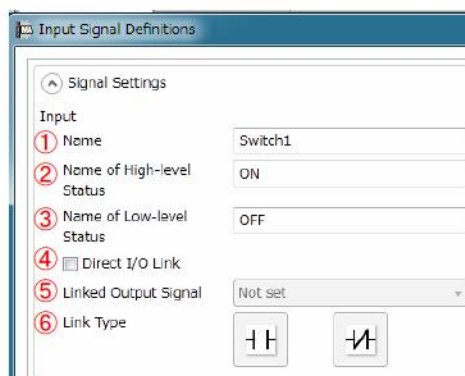 Input Signal Definitions
Signal Settings
Input
① Name Switch1
② Name of High-level ON
Status
③ Name of Low-level OFF
Status
④ Direct I/O Link
⑤ Linked Output Signal Not set
⑥ Link Type